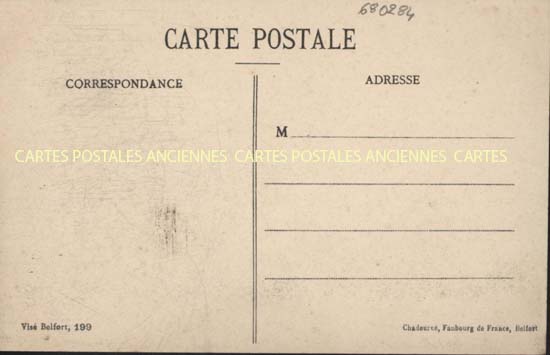 680284
CARTE POSTALE
CORRESPONDANCE
ADRESSE
M
CARTES POSTALES ANCIENNES CARTES POSTALES ANCIENNES CARTES
Visé Belfort, 199
Chadourne, Faubourg de France, Belfort